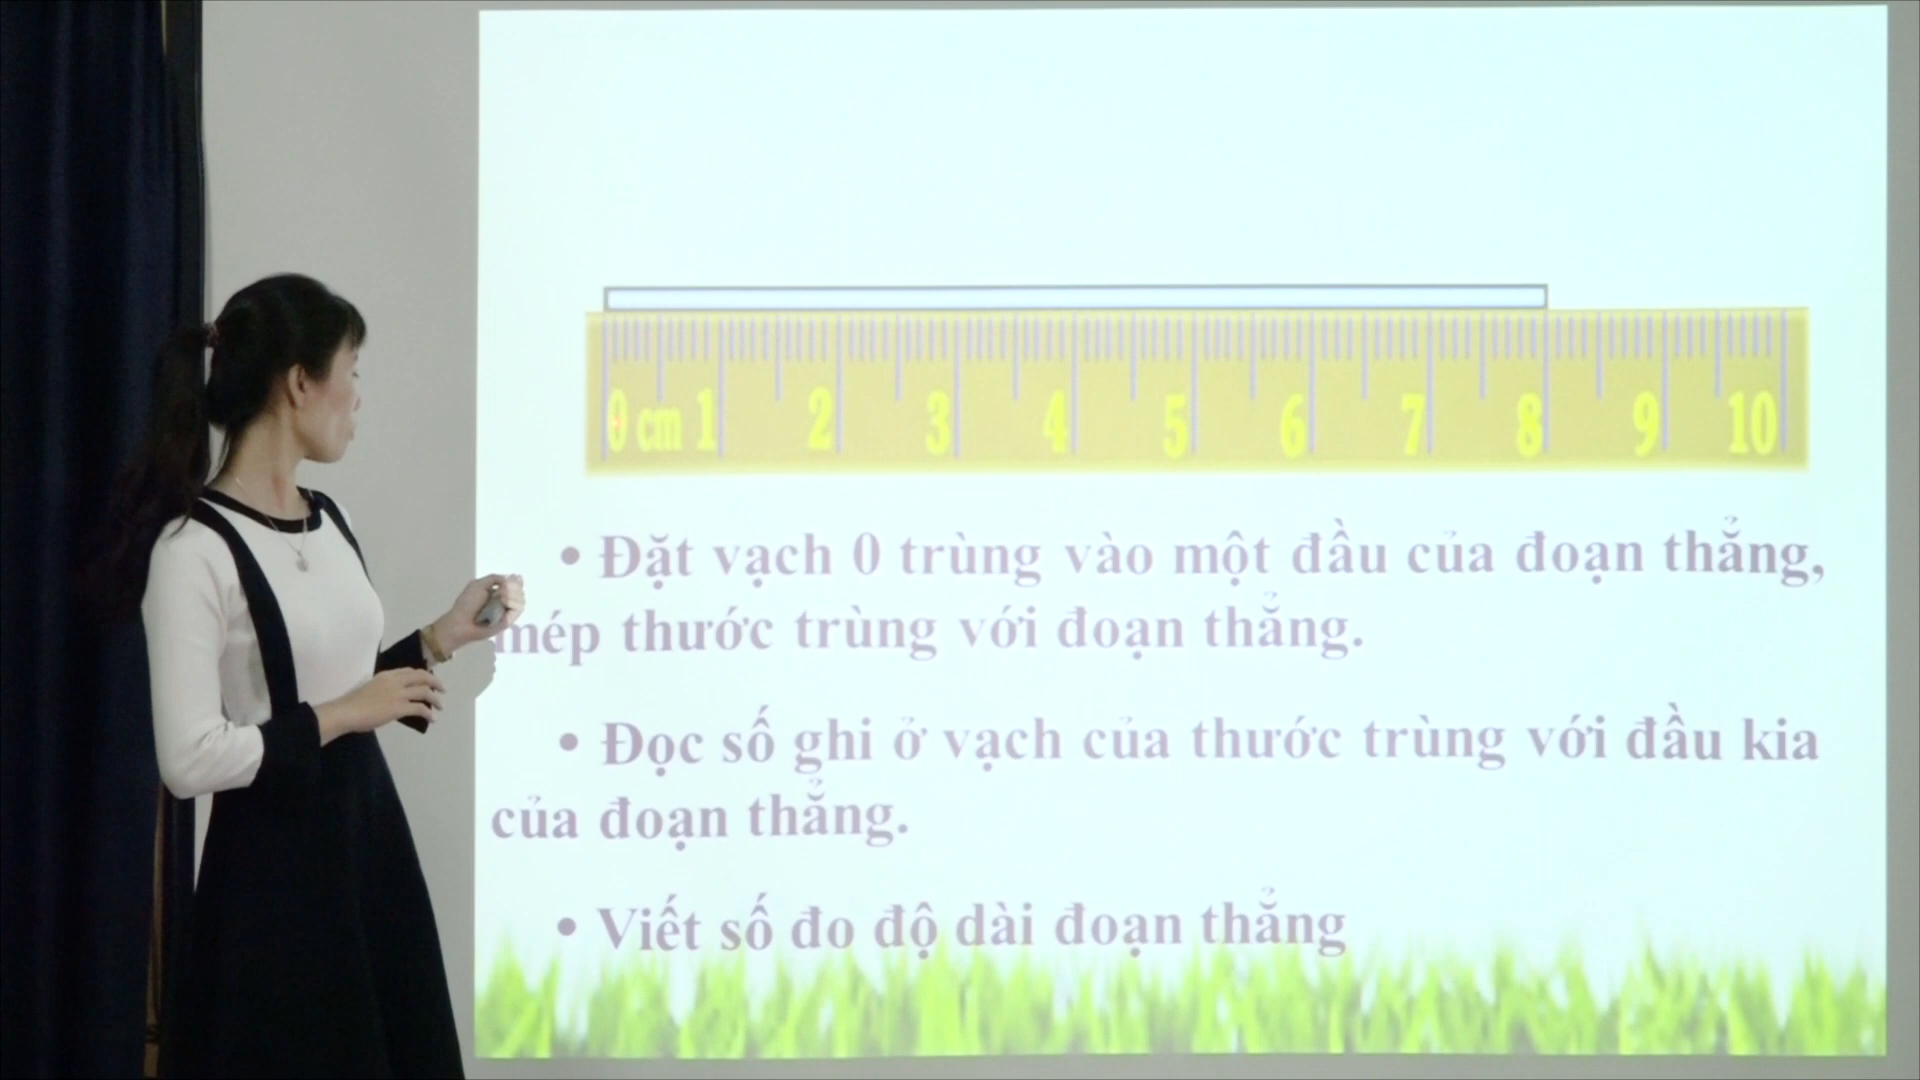 0 cm 1 2 3 4 5 6 7 8 9 10
• Đặt vạch 0 trùng vào một đầu của đoạn thẳng,
mép thước trùng với đoạn thẳng.
• Đọc số ghi ở vạch của thước trùng với đầu kia
của đoạn thẳng.
• Viết số đo độ dài đoạn thẳng